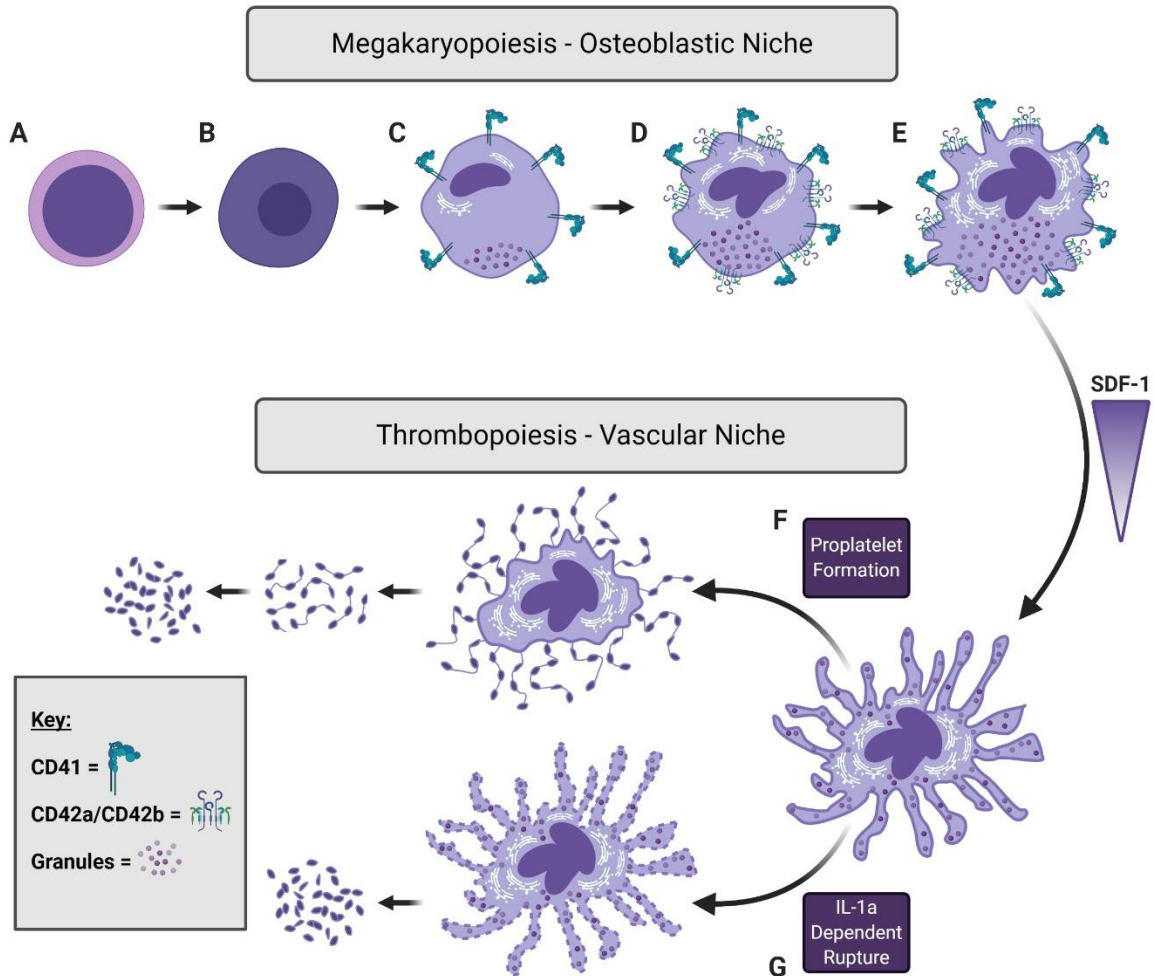 Megakaryopoiesis - Osteoblastic Niche
A
B
C
D
E
SDF-1
Thrombopoiesis - Vascular Niche
F
Proplatelet
Formation
Key:
CD41 =
CD42a/CD42b =
Granules =
IL-1a
Dependent
Rupture
G